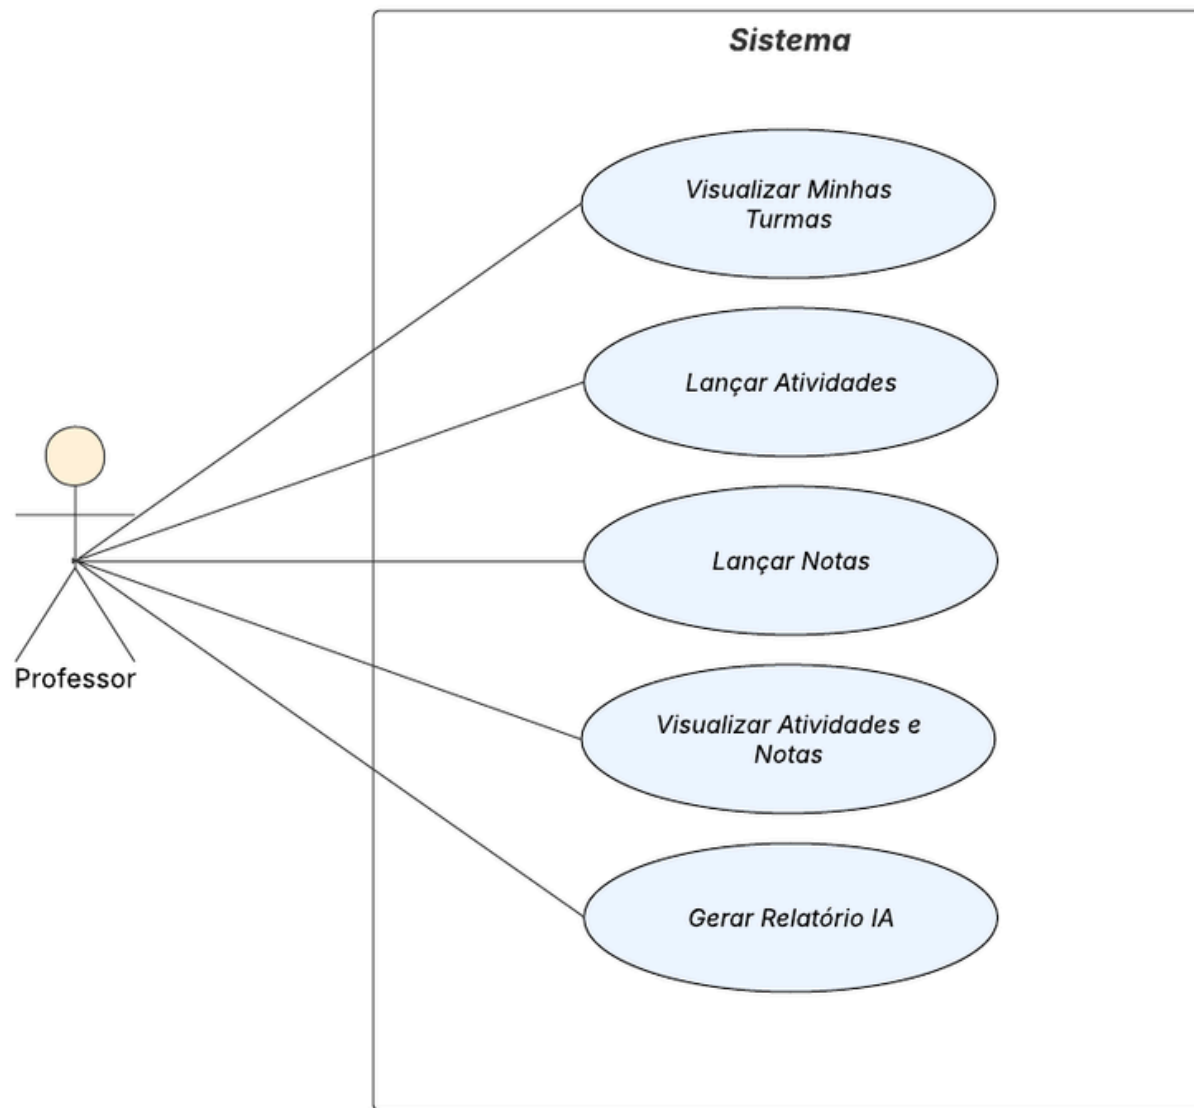 Sistema
Visualizar Minhas
Turmas
Lançar Atividades
Lançar Notas
Professor
Visualizar Atividades e
Notas
Gerar Relatório IA